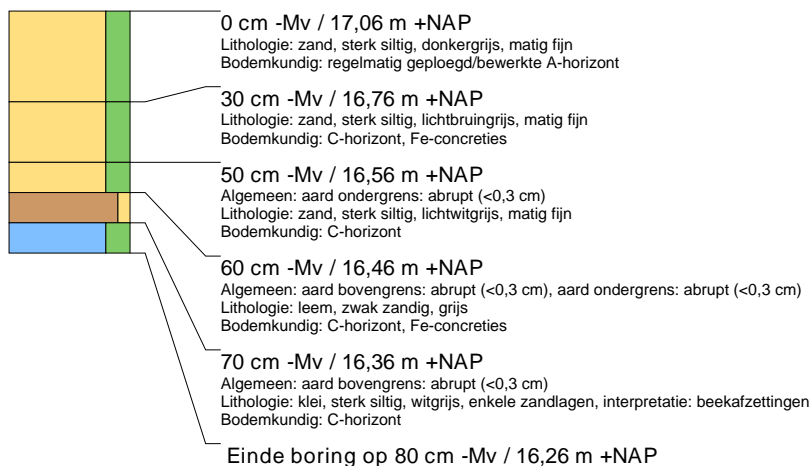 0 cm -Mv / 17,06 m +NAP
Lithologie: zand, sterk siltig, donkergrijs, matig fijn
Bodemkundig: regelmatig geploegd/bewerkte A-horizont
30 cm -Mv / 16,76 m +NAP
Lithologie: zand, sterk siltig, lichtbruingrijs, matig fijn
Bodemkundig: C-horizont, Fe-concreties
50 cm -Mv / 16,56 m +NAP
Algemeen: aard ondergrens: abrupt (<0,3 cm)
Lithologie: zand, sterk siltig, lichtwitgrijs, matig fijn
Bodemkundig: C-horizont
60 cm -Mv / 16,46 m +NAP
Algemeen: aard bovengrens: abrupt (<0,3 cm), aard ondergrens: abrupt (<0,3 cm)
Lithologie: leem, zwak zandig, grijs
Bodemkundig: C-horizont, Fe-concreties
70 cm -Mv / 16,36 m +NAP
Algemeen: aard bovengrens: abrupt (<0,3 cm)
Lithologie: klei, sterk siltig, witgrijs, enkele zandlagen, interpretatie: beekafzettingen
Bodemkundig: C-horizont
Einde boring op 80 cm -Mv / 16,26 m +NAP